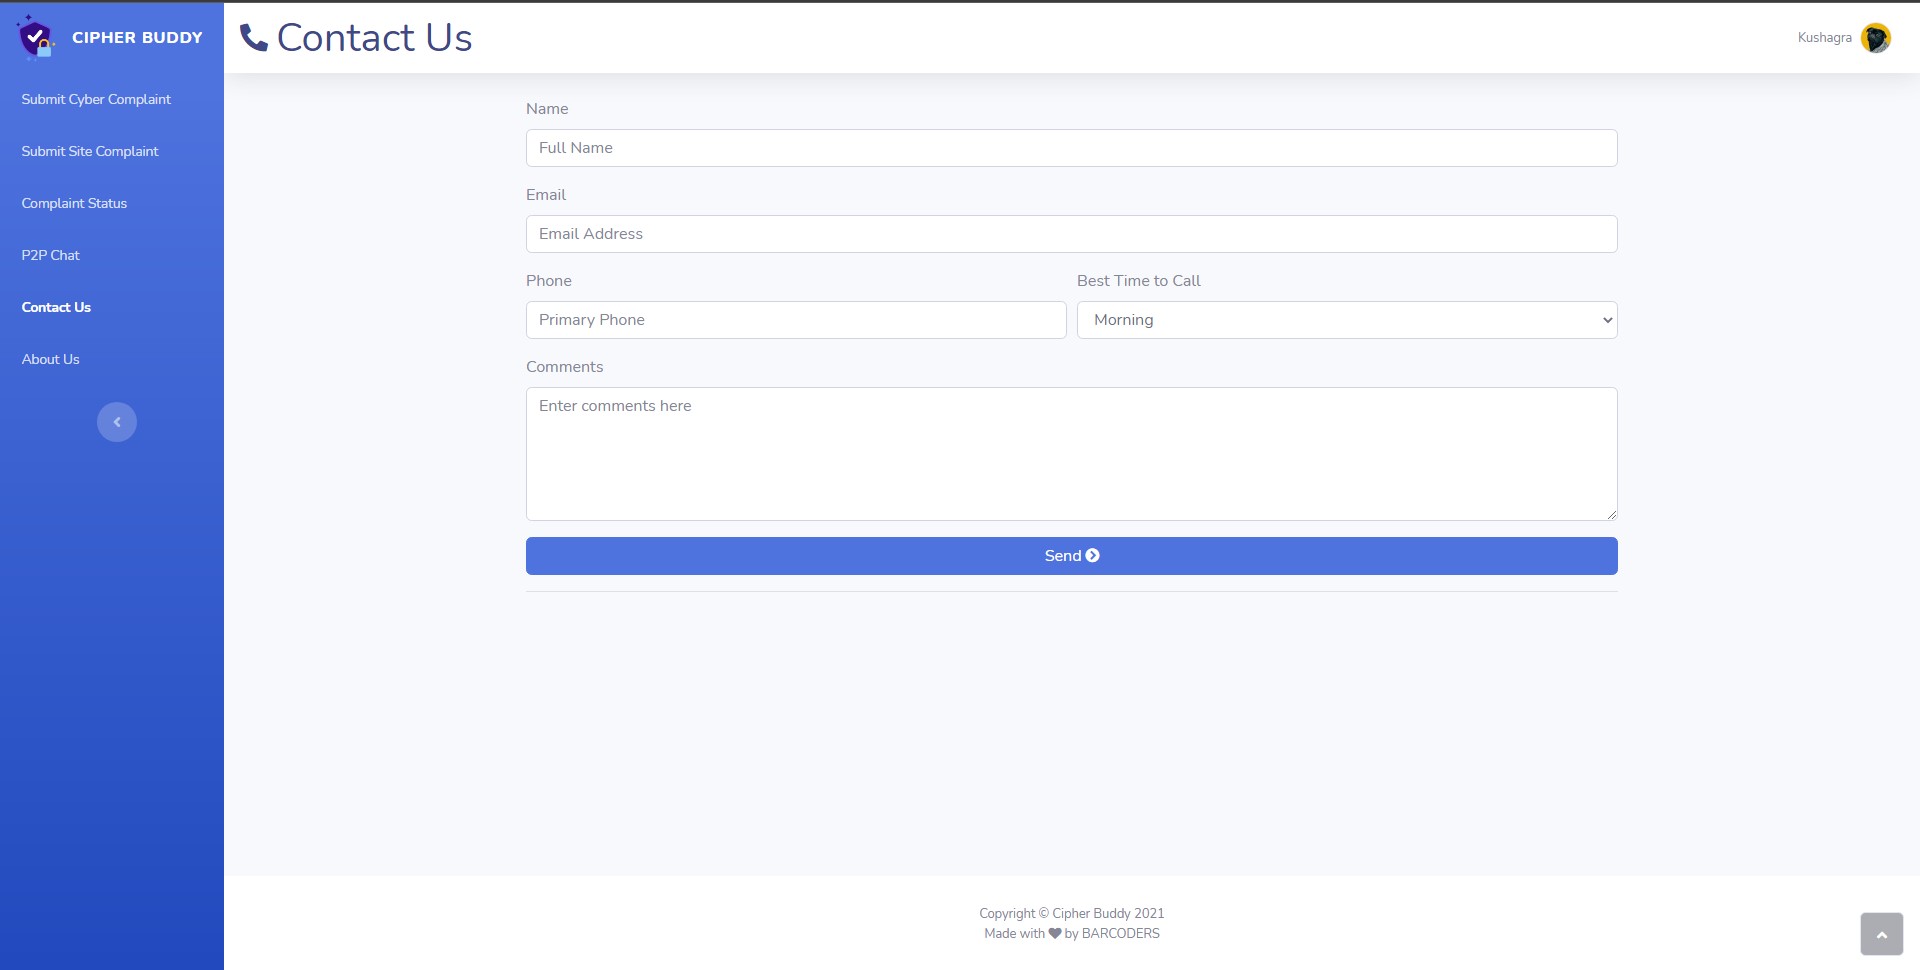 CIPHER BUDDY
Submit Cyber Complaint
Submit Site Complaint
Complaint Status
P2P Chat
Contact Us
About Us
Contact Us
Kushagra
Name
Full Name
Email
Email Address
Phone
Best Time to Call
Primary Phone
Morning
Comments
Enter comments here
Send
Copyright © Cipher Buddy 2021
Made with ❤ by BARCODERS